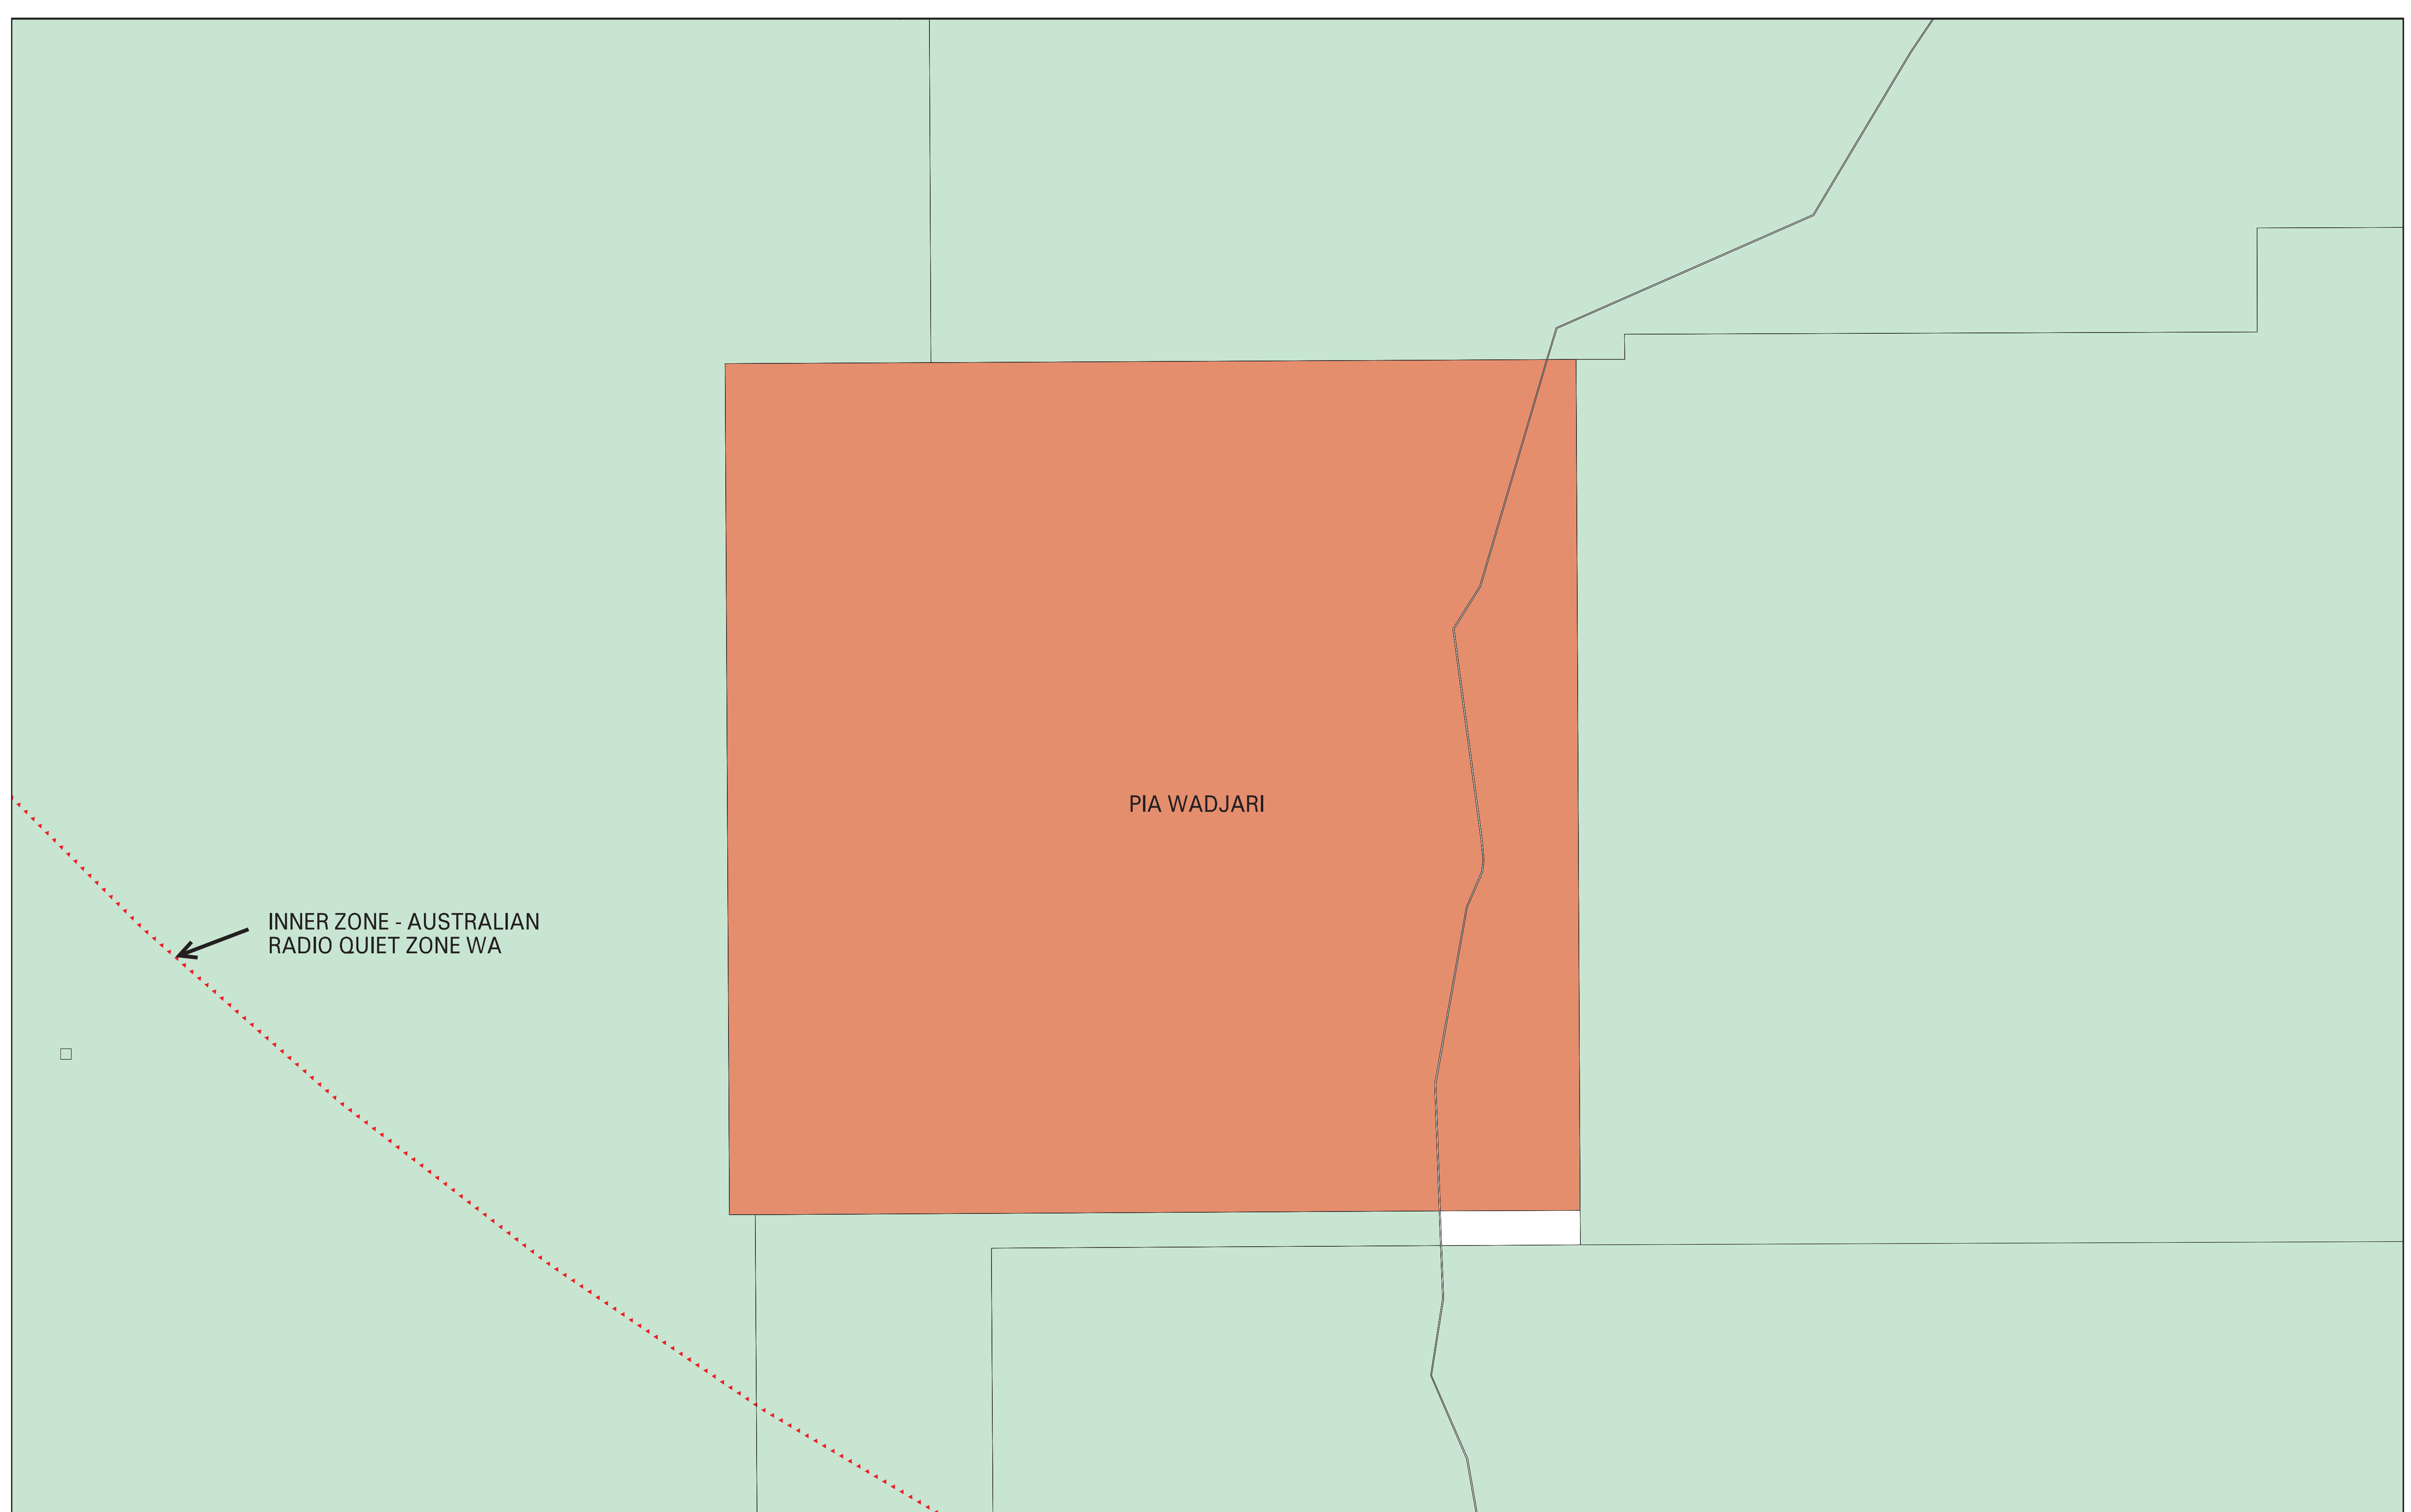 PIA WADJARI
INNER ZONE - AUSTRALIAN
RADIO QUIET ZONE WA